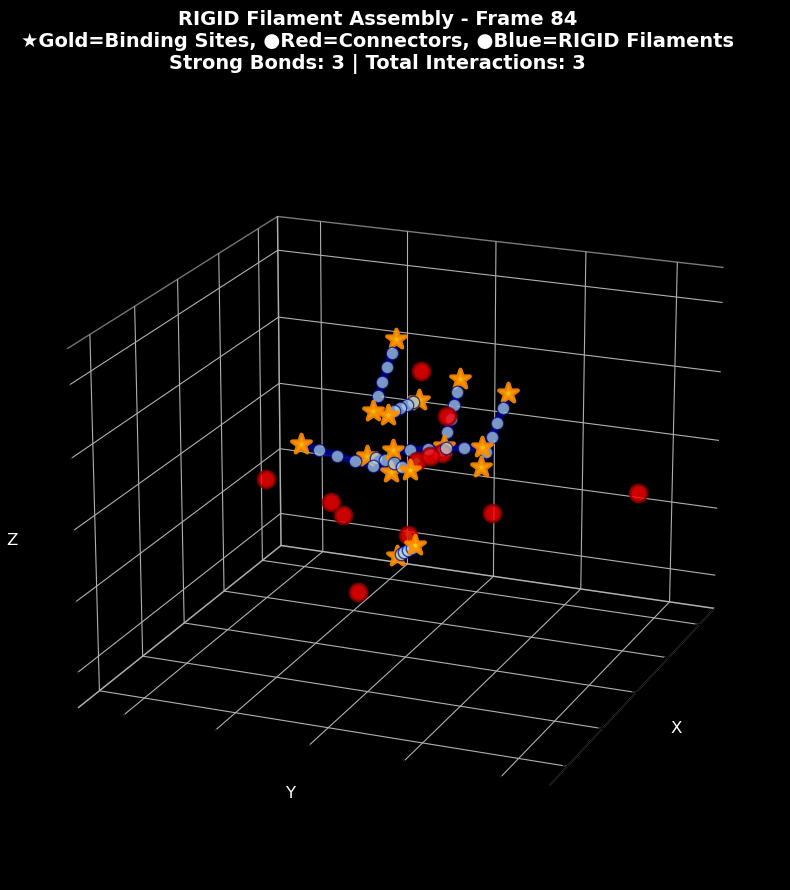 RIGID Filament Assembly - Frame 84
★Gold=Binding Sites, ●Red=Connectors, ●Blue=RIGID Filaments
Strong Bonds: 3 | Total Interactions: 3
Z
X
Y